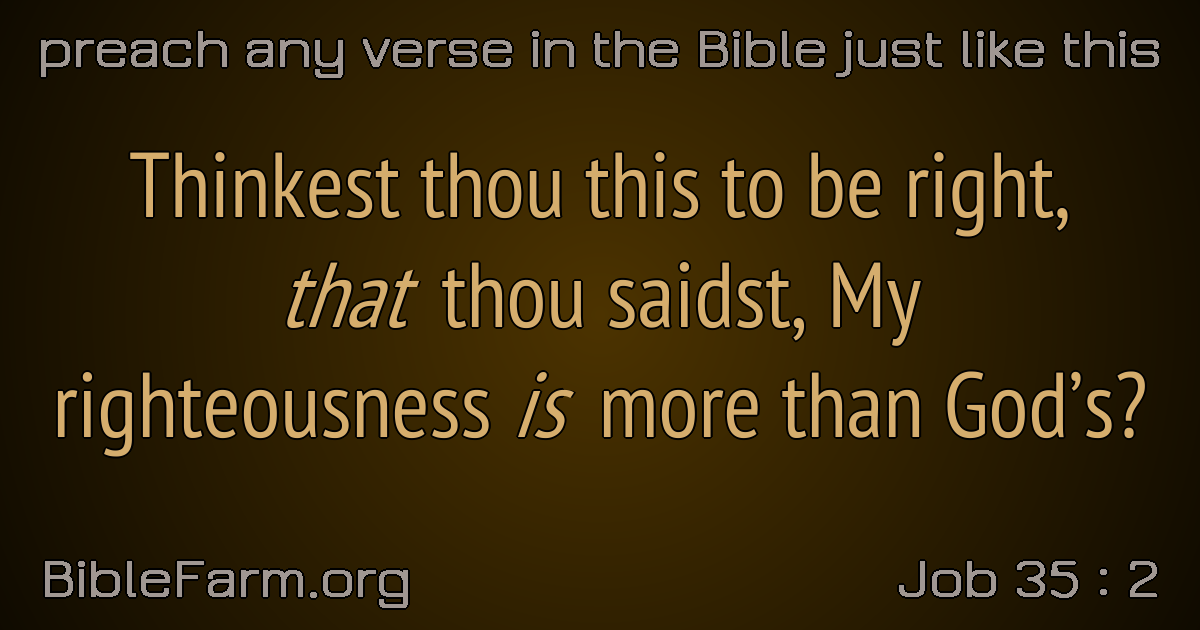 preach any verse in the Bible just like this
Thinkest thou this to be right,
that thou saidst, My
righteousness is more than God’s?
BibleFarm.org
Job 35 : 2